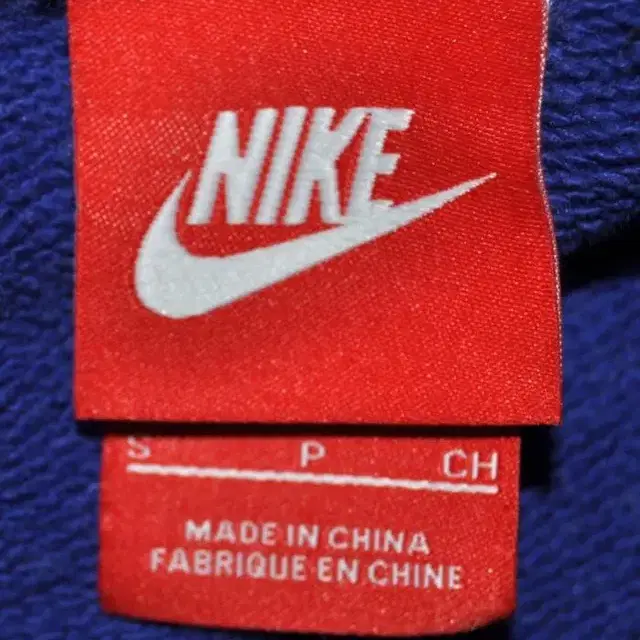 NIKE
S P CH
MADE IN CHINA
FABRIQUE EN CHINE